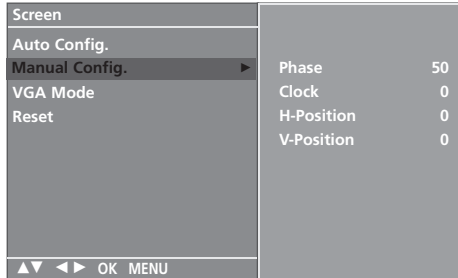 Screen
Auto Config.
Manual Config. ►
VGA Mode
Reset
Phase 50
Clock 0
H-Position 0
V-Position 0
▲▼ ◄► OK MENU